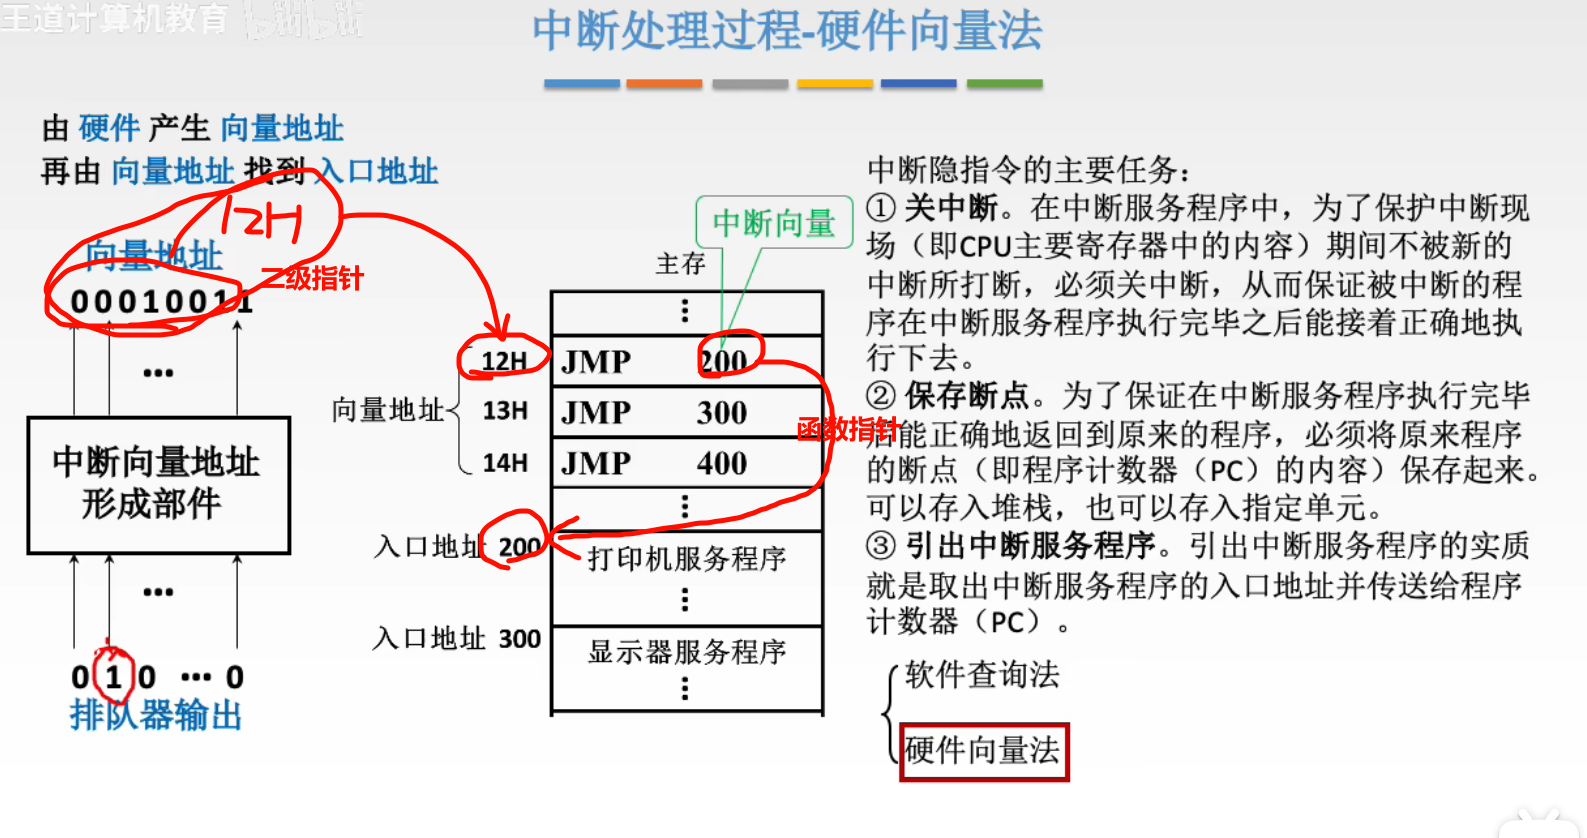 王道计算机教育 bilibili
中断处理过程-硬件向量法
由 硬件 产生 向量地址
再由 向量地址 找到 入口地址
12H
向量地址
二级指针
00010011
...
中断向量地址
形成部件
...
0 1 0 ... 0
排队器输出
中断向量
主存
12H JMP 200
向量地址 13H JMP 300
14H JMP 400
函数指针
入口地址 200 打印机服务程序
入口地址 300 显示器服务程序
中断隐指令的主要任务：
① 关中断。在中断服务程序中，为了保护中断现
场（即CPU主要寄存器中的内容）期间不被新的
中断所打断，必须关中断，从而保证被中断的程
序在中断服务程序执行完毕之后能接着正确地执
行下去。
② 保存断点。为了保证在中断服务程序执行完毕
后能正确地返回到原来的程序，必须将原来程序
的断点（即程序计数器（PC）的内容）保存起来。
可以存入堆栈，也可以存入指定单元。
③ 引出中断服务程序。引出中断服务程序的实质
就是取出中断服务程序的入口地址并传送给程序
计数器（PC）。
软件查询法
硬件向量法